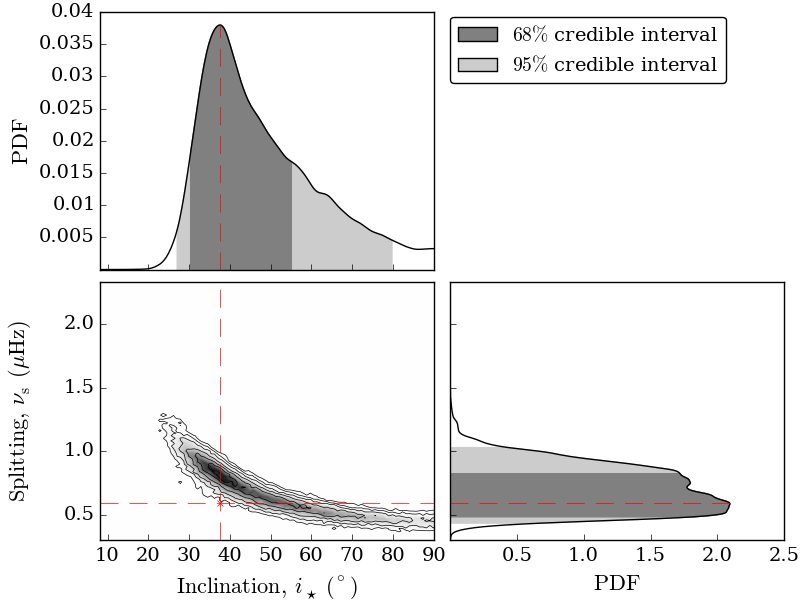 0.04
0.035
0.03
0.025
0.02
0.015
0.01
0.005
PDF
68% credible interval
95% credible interval
2.0
1.5
1.0
0.5
Splitting, νs (μHz)
10 20 30 40 50 60 70 80 90
Inclination, i⋆ (°)
0.5 1.0 1.5 2.0 2.5
PDF